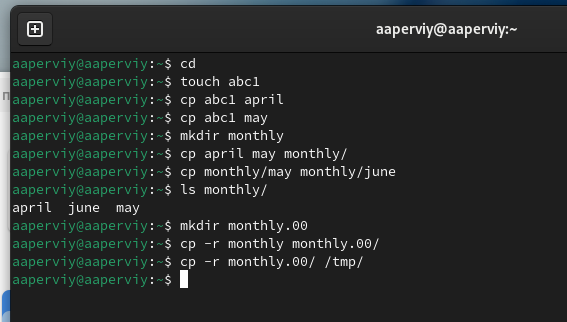 aaperviy@aaperviy:~
aaperviy@aaperviy:~$ cd
aaperviy@aaperviy:~$ touch abc1
aaperviy@aaperviy:~$ cp abc1 april
aaperviy@aaperviy:~$ cp abc1 may
aaperviy@aaperviy:~$ mkdir monthly
aaperviy@aaperviy:~$ cp april may monthly/
aaperviy@aaperviy:~$ cp monthly/may monthly/june
aaperviy@aaperviy:~$ ls monthly/
april  june  may
aaperviy@aaperviy:~$ mkdir monthly.00
aaperviy@aaperviy:~$ cp -r monthly monthly.00/
aaperviy@aaperviy:~$ cp -r monthly.00/ /tmp/
aaperviy@aaperviy:~$